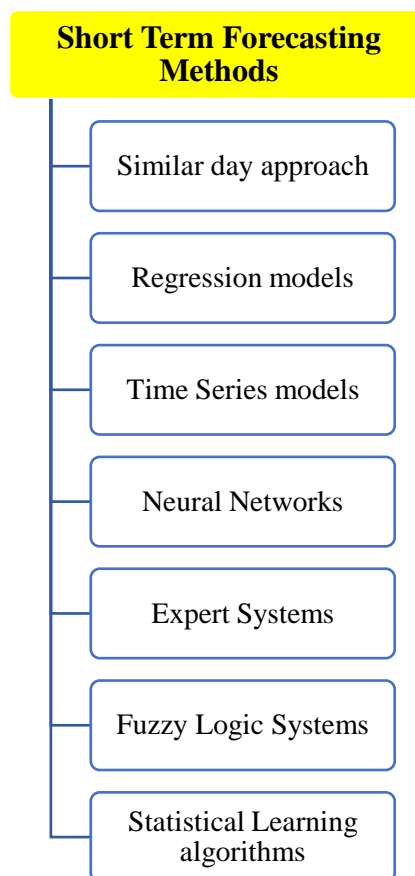 Short Term Forecasting
Methods
Similar day approach
Regression models
Time Series models
Neural Networks
Expert Systems
Fuzzy Logic Systems
Statistical Learning
algorithms